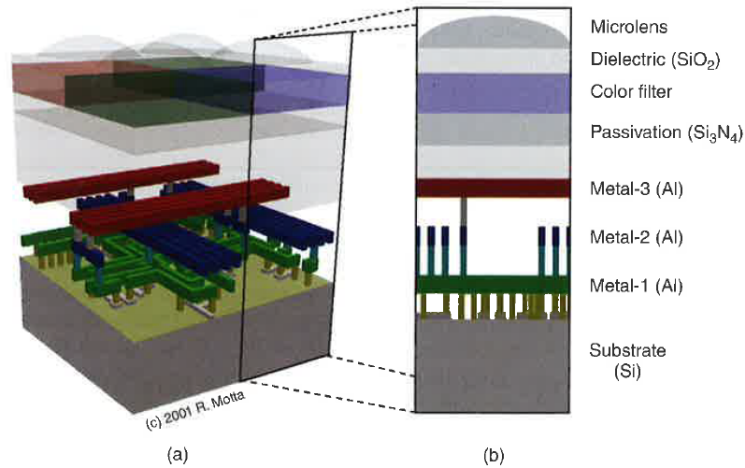 Microlens
Dielectric (SiO₂)
Color filter
Passivation (Si₃N₄)
Metal-3 (Al)
Metal-2 (Al)
Metal-1 (Al)
Substrate
(Si)
(c) 2001 R. Motta
(a)
(b)